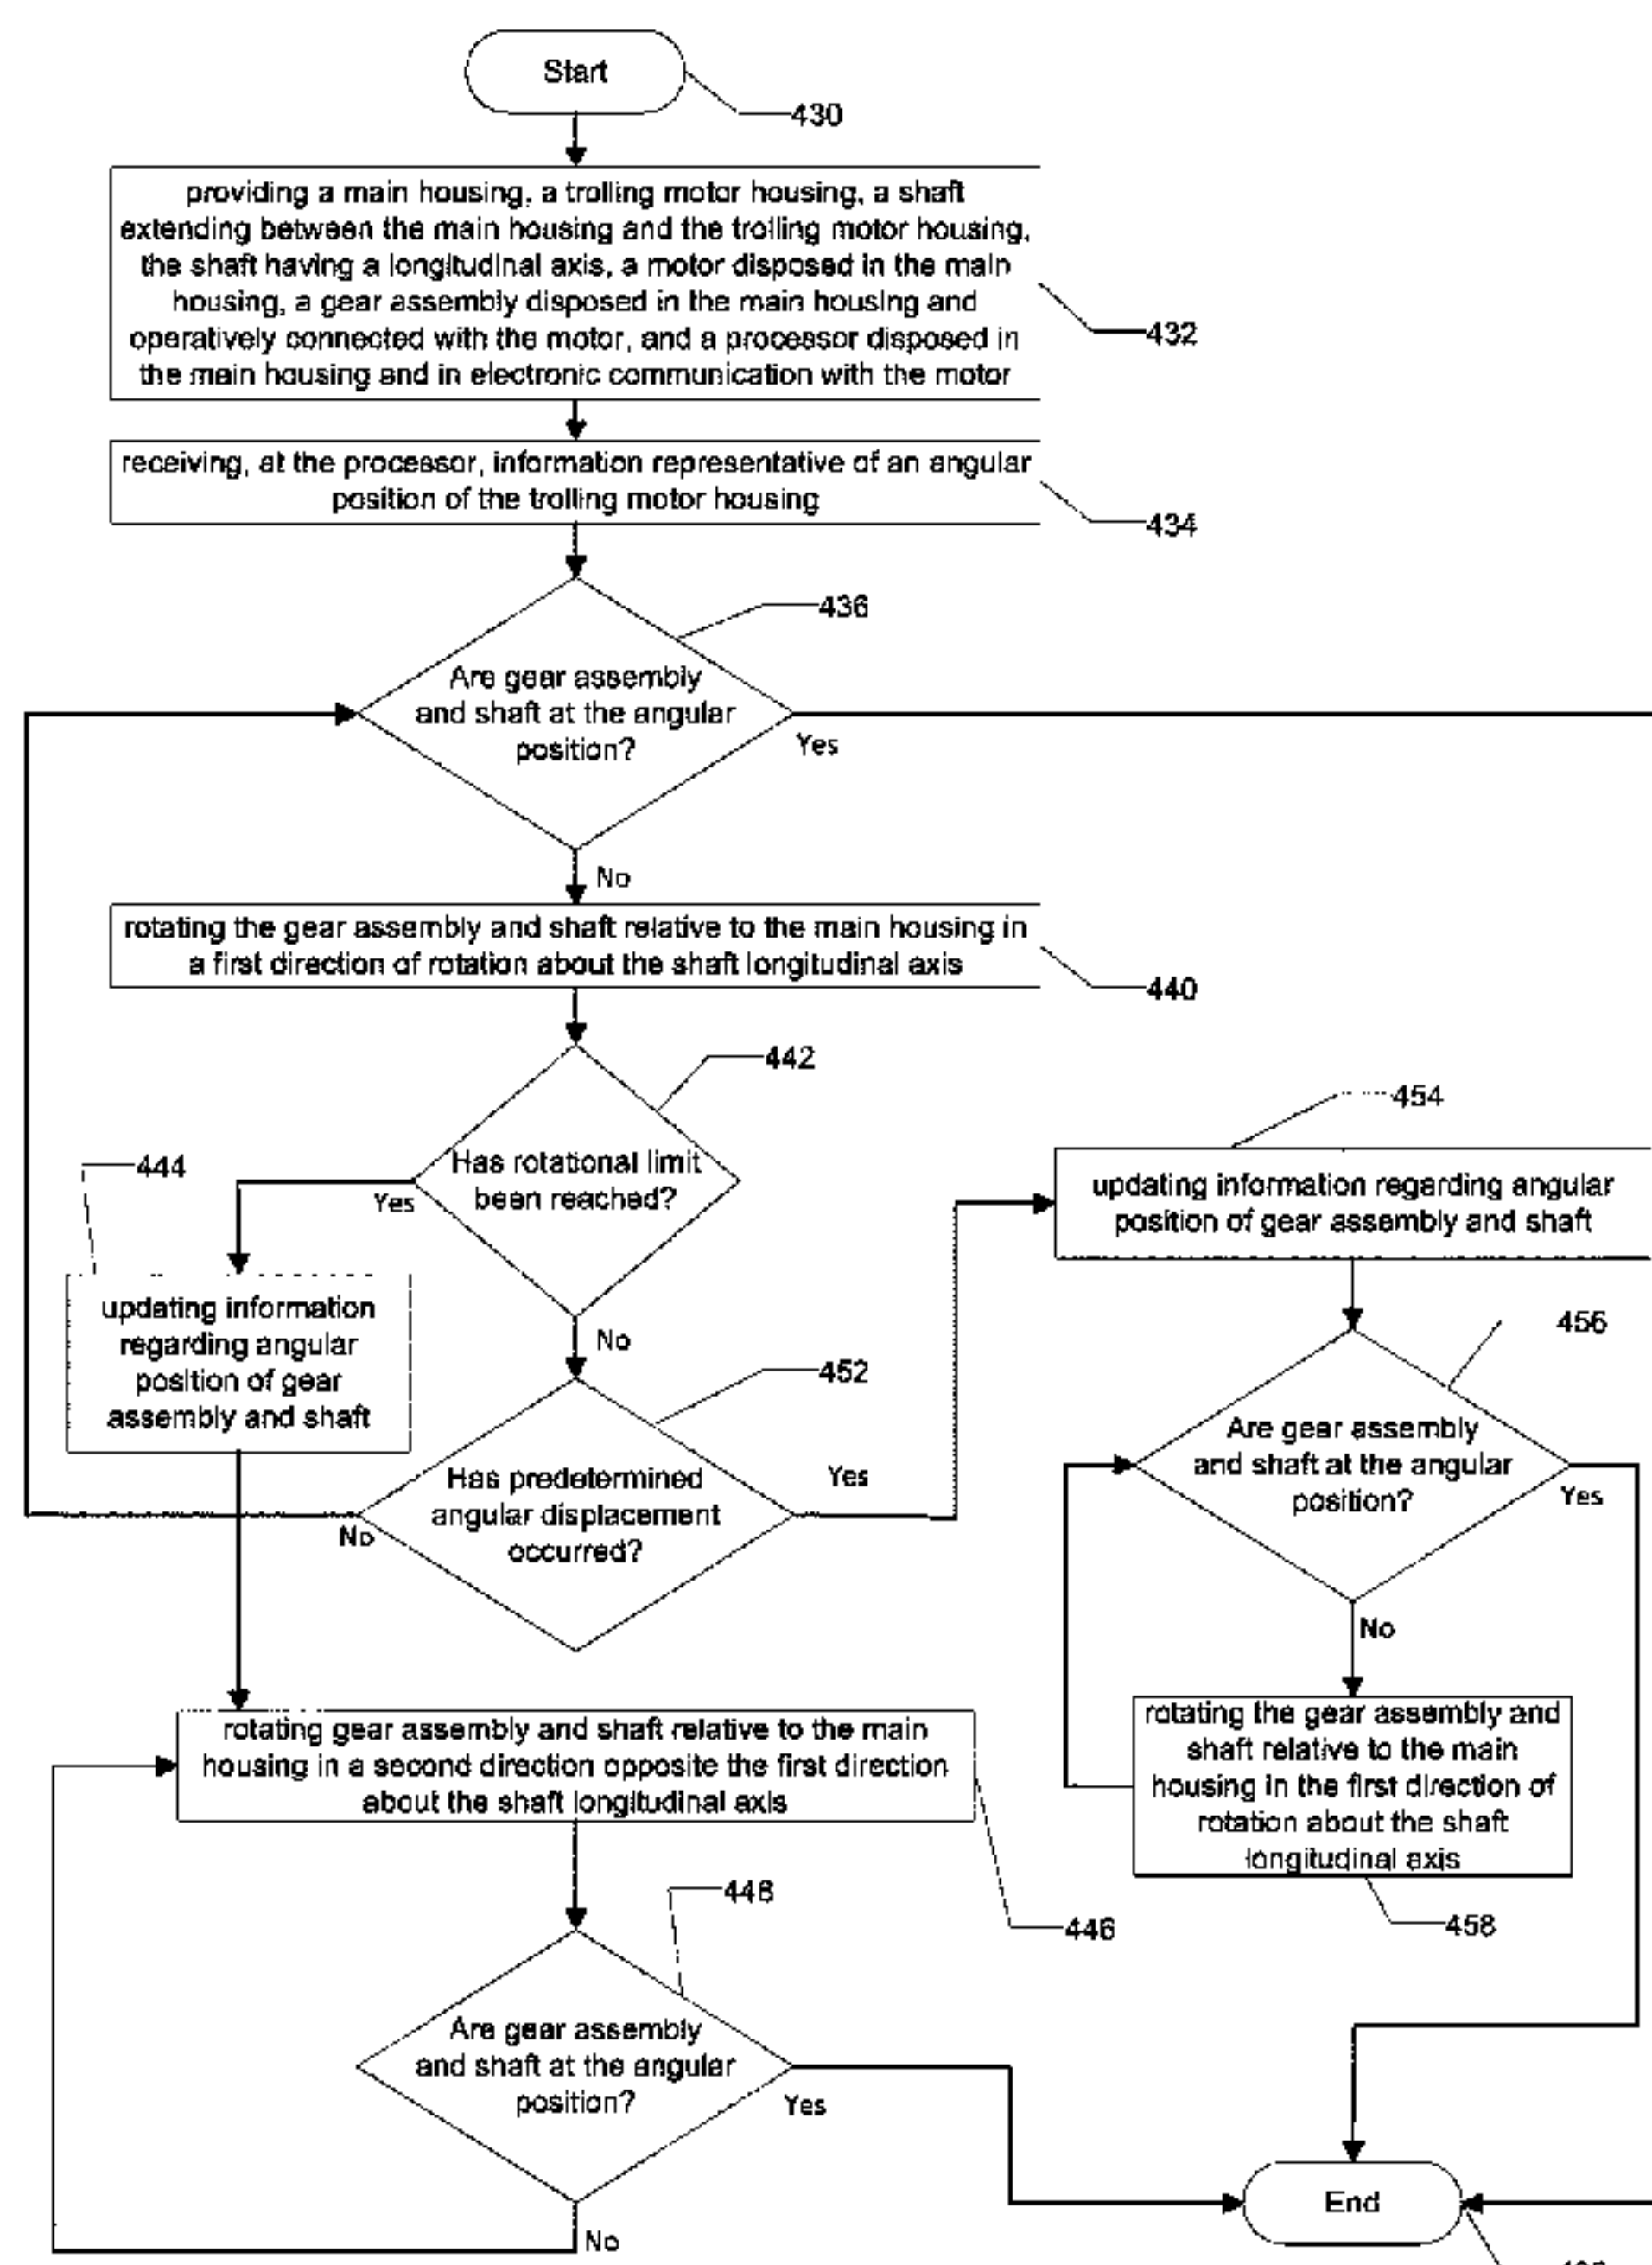 Start
430
providing a main housing, a trolling motor housing, a shaft
extending between the main housing and the trolling motor housing,
the shaft having a longitudinal axis, a motor disposed in the main
housing, a gear assembly disposed in the main housing and
operatively connected with the motor, and a processor disposed in
the main housing and in electronic communication with the motor
432
receiving, at the processor, information representative of an angular
position of the trolling motor housing
434
436
Are gear assembly
and shaft at the angular
position?
Yes
No
rotating the gear assembly and shaft relative to the main housing in
a first direction of rotation about the shaft longitudinal axis
440
442
Has rotational limit
been reached?
Yes
No
444
updating information
regarding angular
position of gear
assembly and shaft
452
Has predetermined
angular displacement
occurred?
Yes
No
454
updating information regarding angular
position of gear assembly and shaft
456
Are gear assembly
and shaft at the angular
position?
Yes
No
rotating the gear assembly and
shaft relative to the main
housing in the first direction of
rotation about the shaft
longitudinal axis
458
rotating gear assembly and shaft relative to the main
housing in a second direction opposite the first direction
about the shaft longitudinal axis
446
448
Are gear assembly
and shaft at the angular
position?
Yes
No
End